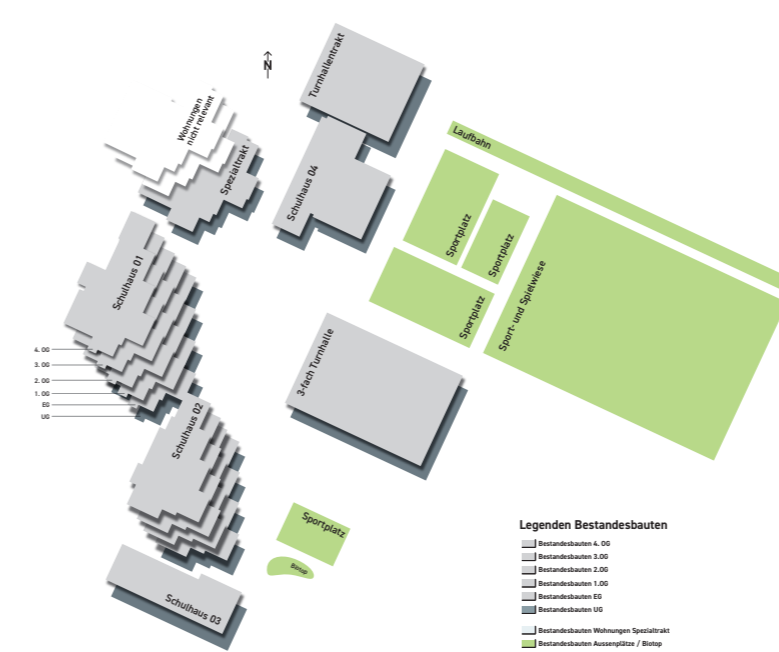 N
Turnhallentrakt
Wohnungen
nicht relevant
Laufbahn
Spezialtrakt
Schulhaus 04
Sportplatz
Sportplatz
Schulhaus 01
Sport- und Spielwiese
Sportplatz
3-fach Turnhalle
4. OG
3. OG
2. OG
1. OG
EG
UG
Schulhaus 02
Sportplatz
Biotop
Schulhaus 03
Legenden Bestandesbauten
Bestandesbauten 4. OG
Bestandesbauten 3.OG
Bestandesbauten 2.OG
Bestandesbauten 1.OG
Bestandesbauten EG
Bestandesbauten UG
Bestandesbauten Wohnungen Spezialtrakt
Bestandesbauten Aussenplätze / Biotop